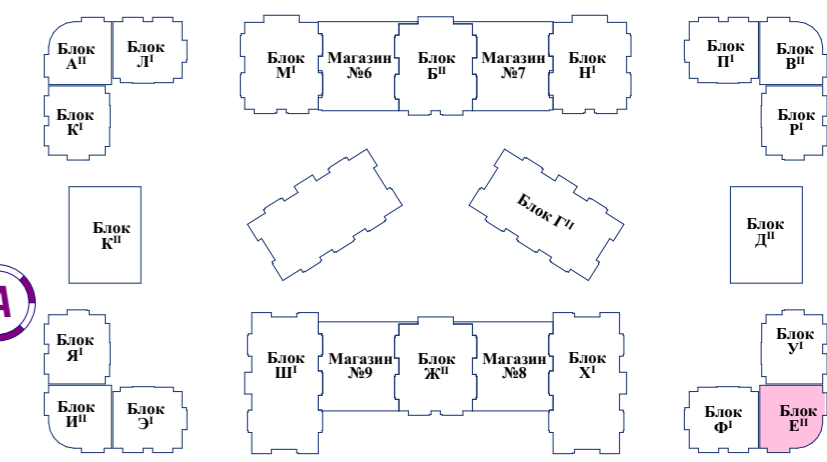 Блок
Aᴵᴵ
Блок
Лᴵ
Блок
Мᴵ
Магазин
№6
Блок
Бᴵᴵ
Магазин
№7
Блок
Нᴵ
Блок
Пᴵ
Блок
Вᴵᴵ
Блок
Кᴵ
Блок
Рᴵ
Блок
Кᴵᴵ
Блок Гᴵᴵ
Блок
Дᴵᴵ
A
Блок
Яᴵ
Блок
Шᴵ
Магазин
№9
Блок
Жᴵᴵ
Магазин
№8
Блок
Хᴵ
Блок
Уᴵ
Блок
Иᴵᴵ
Блок
Эᴵ
Блок
Фᴵ
Блок
Еᴵᴵ